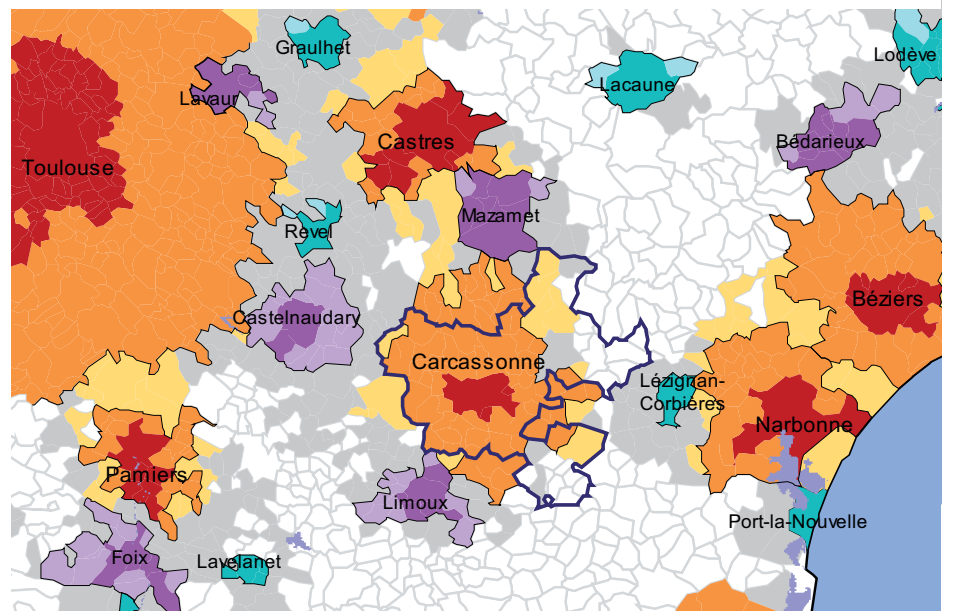 Graulhet
Lodève
Lavaur
Lacaune
Castres
Bédarieux
Toulouse
Mazamet
Revel
Béziers
Castelnaudary
Carcassonne
Lézignan-
Corbières
Narbonne
Pamiers
Limoux
Port-la-Nouvelle
Foix
Lavelanet